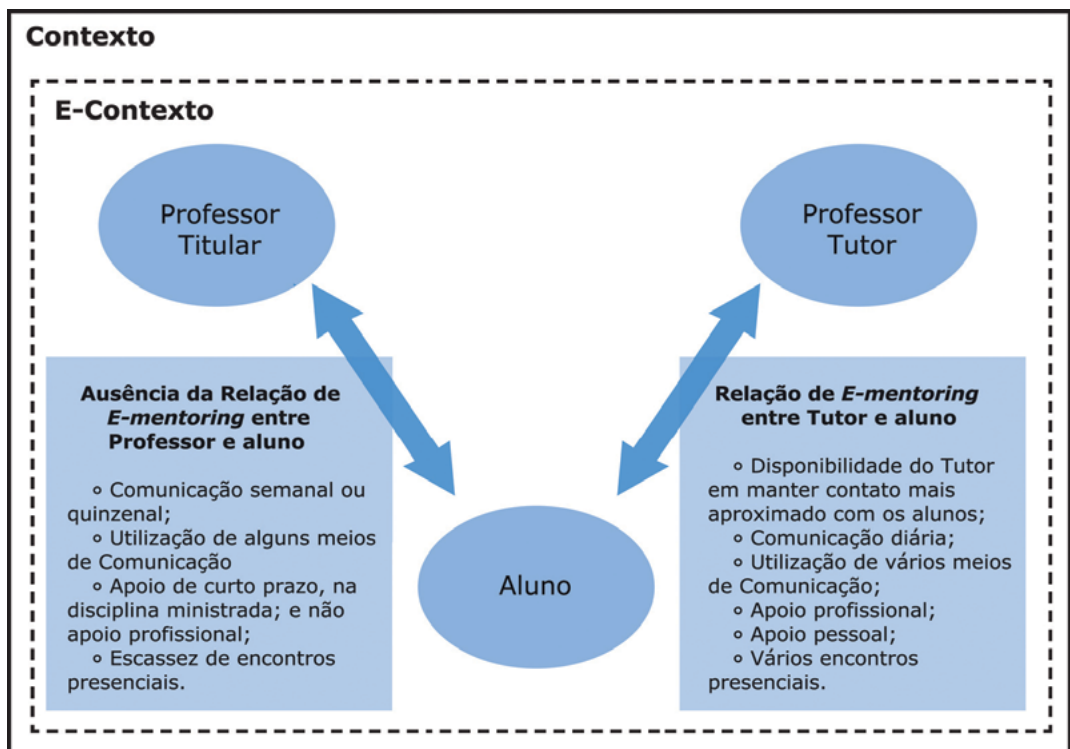 Contexto
E-Contexto
Professor
Titular
Professor
Tutor
Ausência da Relação de
E-mentoring entre
Professor e aluno
∘ Comunicação semanal ou
quinzenal;
∘ Utilização de alguns meios
de Comunicação
∘ Apoio de curto prazo, na
disciplina ministrada; e não
apoio profissional;
∘ Escassez de encontros
presenciais.
Aluno
Relação de E-mentoring
entre Tutor e aluno
∘ Disponibilidade do Tutor
em manter contato mais
aproximado com os alunos;
∘ Comunicação diária;
∘ Utilização de vários meios
de Comunicação;
∘ Apoio profissional;
∘ Apoio pessoal;
∘ Vários encontros
presenciais.